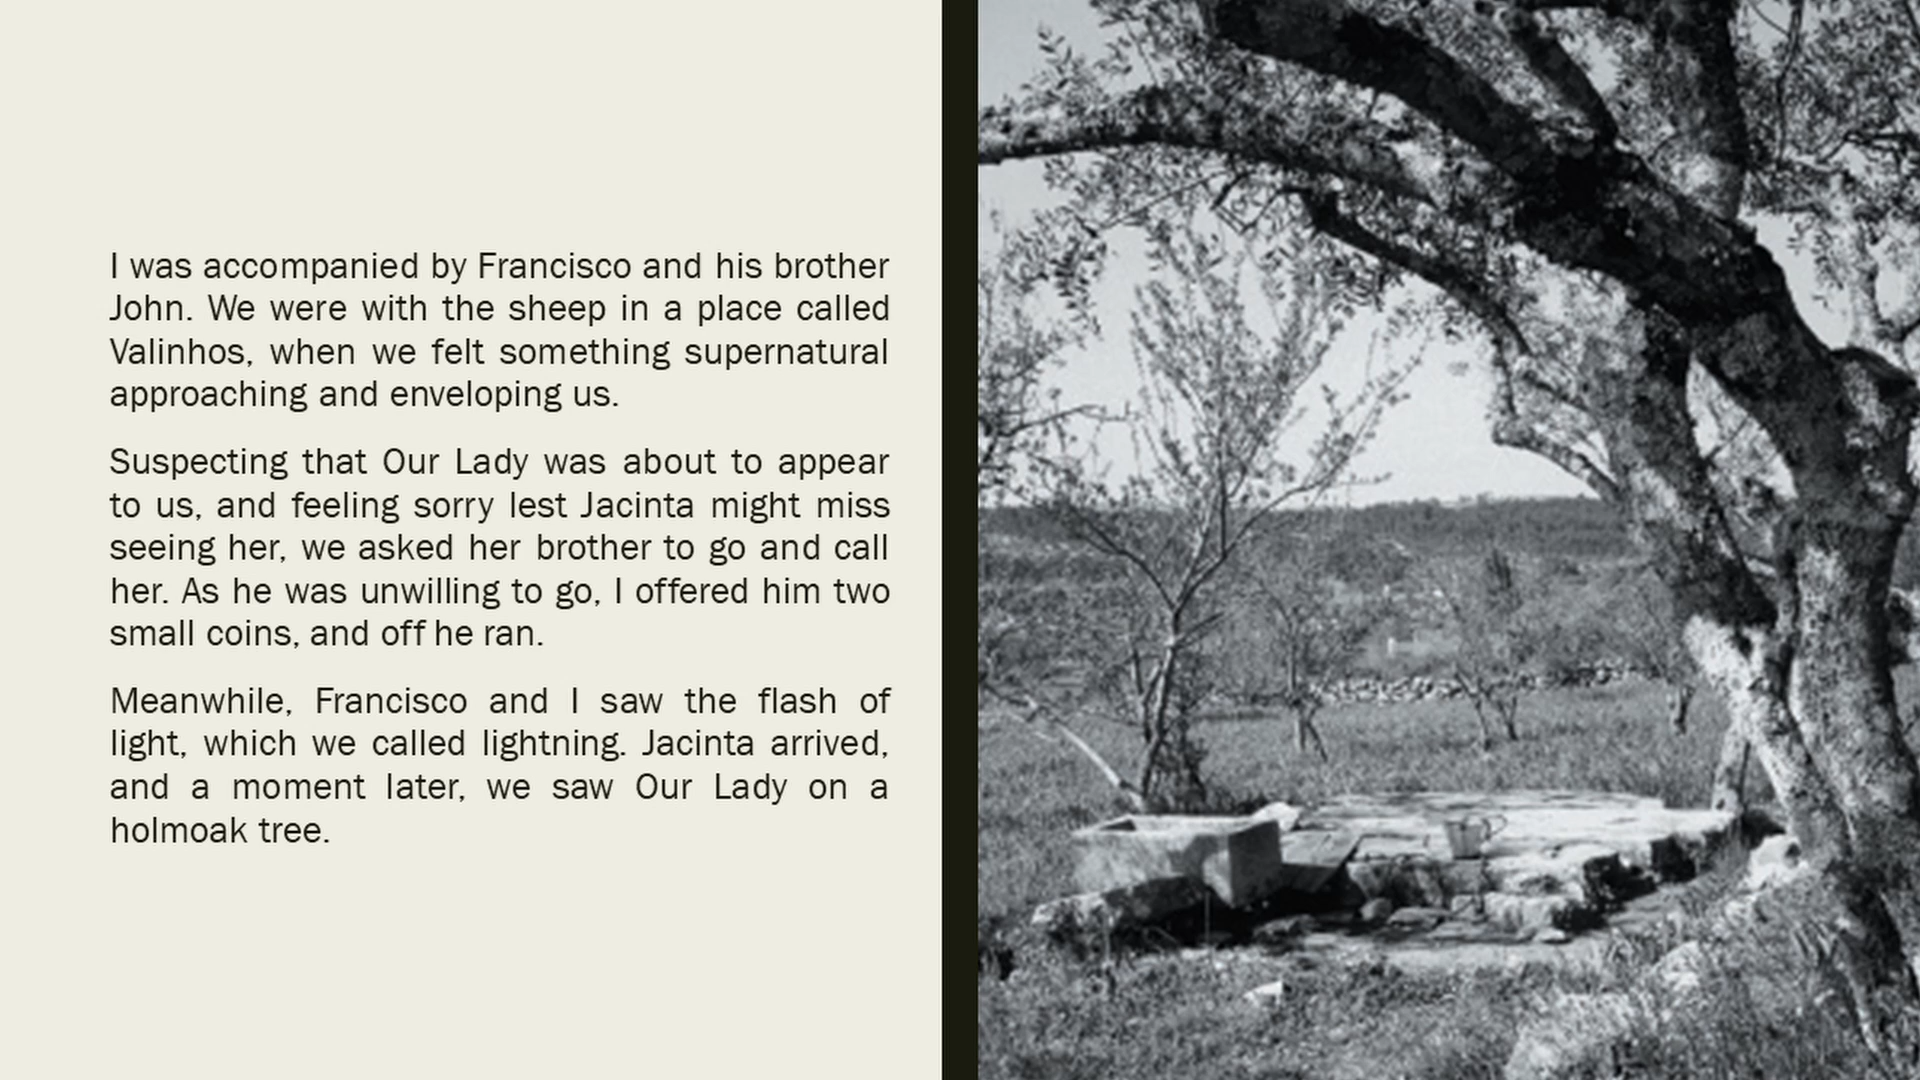 I was accompanied by Francisco and his brother
John. We were with the sheep in a place called
Valinhos, when we felt something supernatural
approaching and enveloping us.
Suspecting that Our Lady was about to appear
to us, and feeling sorry lest Jacinta might miss
seeing her, we asked her brother to go and call
her. As he was unwilling to go, I offered him two
small coins, and off he ran.
Meanwhile, Francisco and I saw the flash of
light, which we called lightning. Jacinta arrived,
and a moment later, we saw Our Lady on a
holmoak tree.